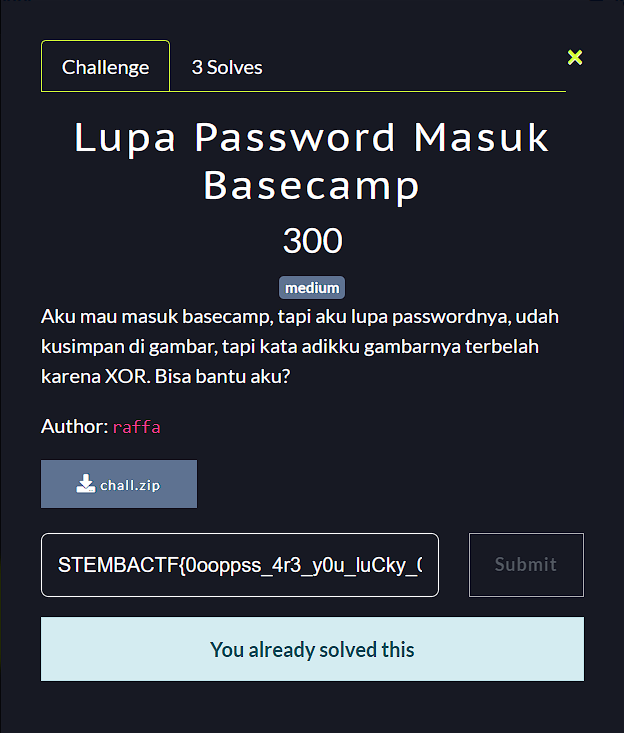 Challenge
3 Solves
Lupa Password Masuk
Basecamp
300
medium
Aku mau masuk basecamp, tapi aku lupa passwordnya, udah
kusimpan di gambar, tapi kata adikku gambarnya terbelah
karena XOR. Bisa bantu aku?
Author: raffa
chall.zip
STEMBACTF{0ooppss_4r3_y0u_luCky_
Submit
You already solved this